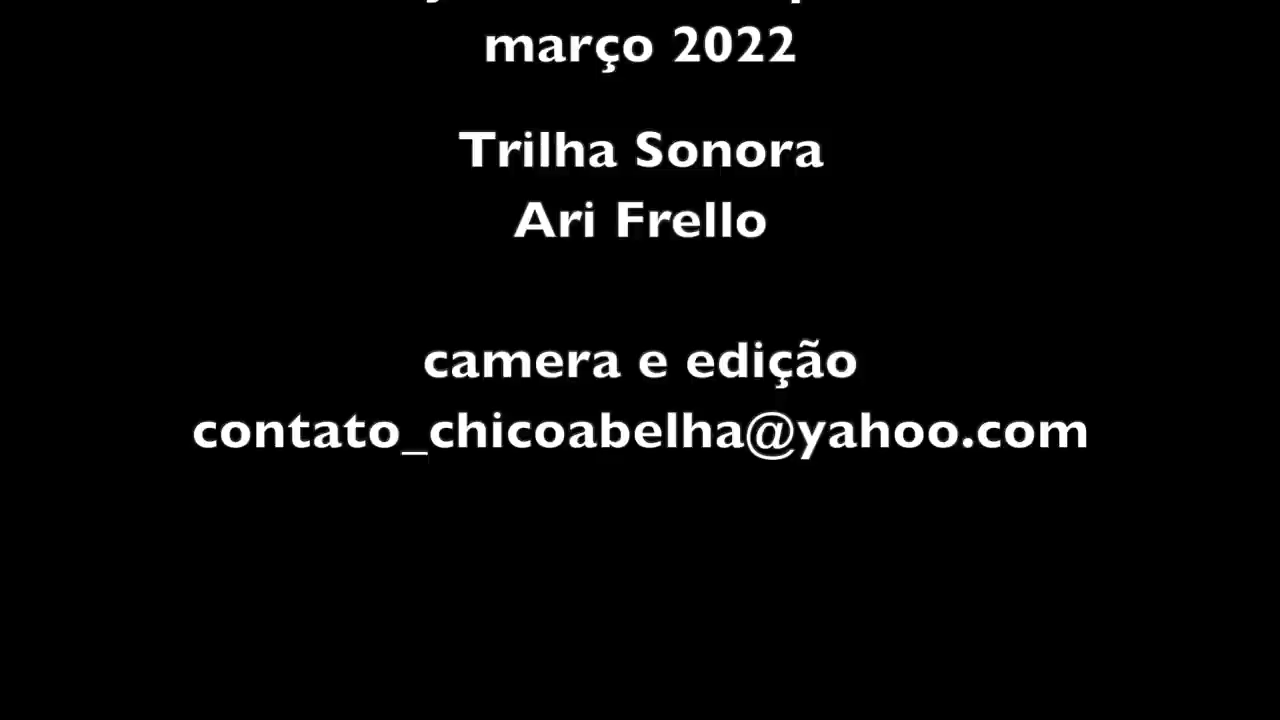 março 2022
Trilha Sonora
Ari Frello
camera e edição
contato_chicoabelha@yahoo.com